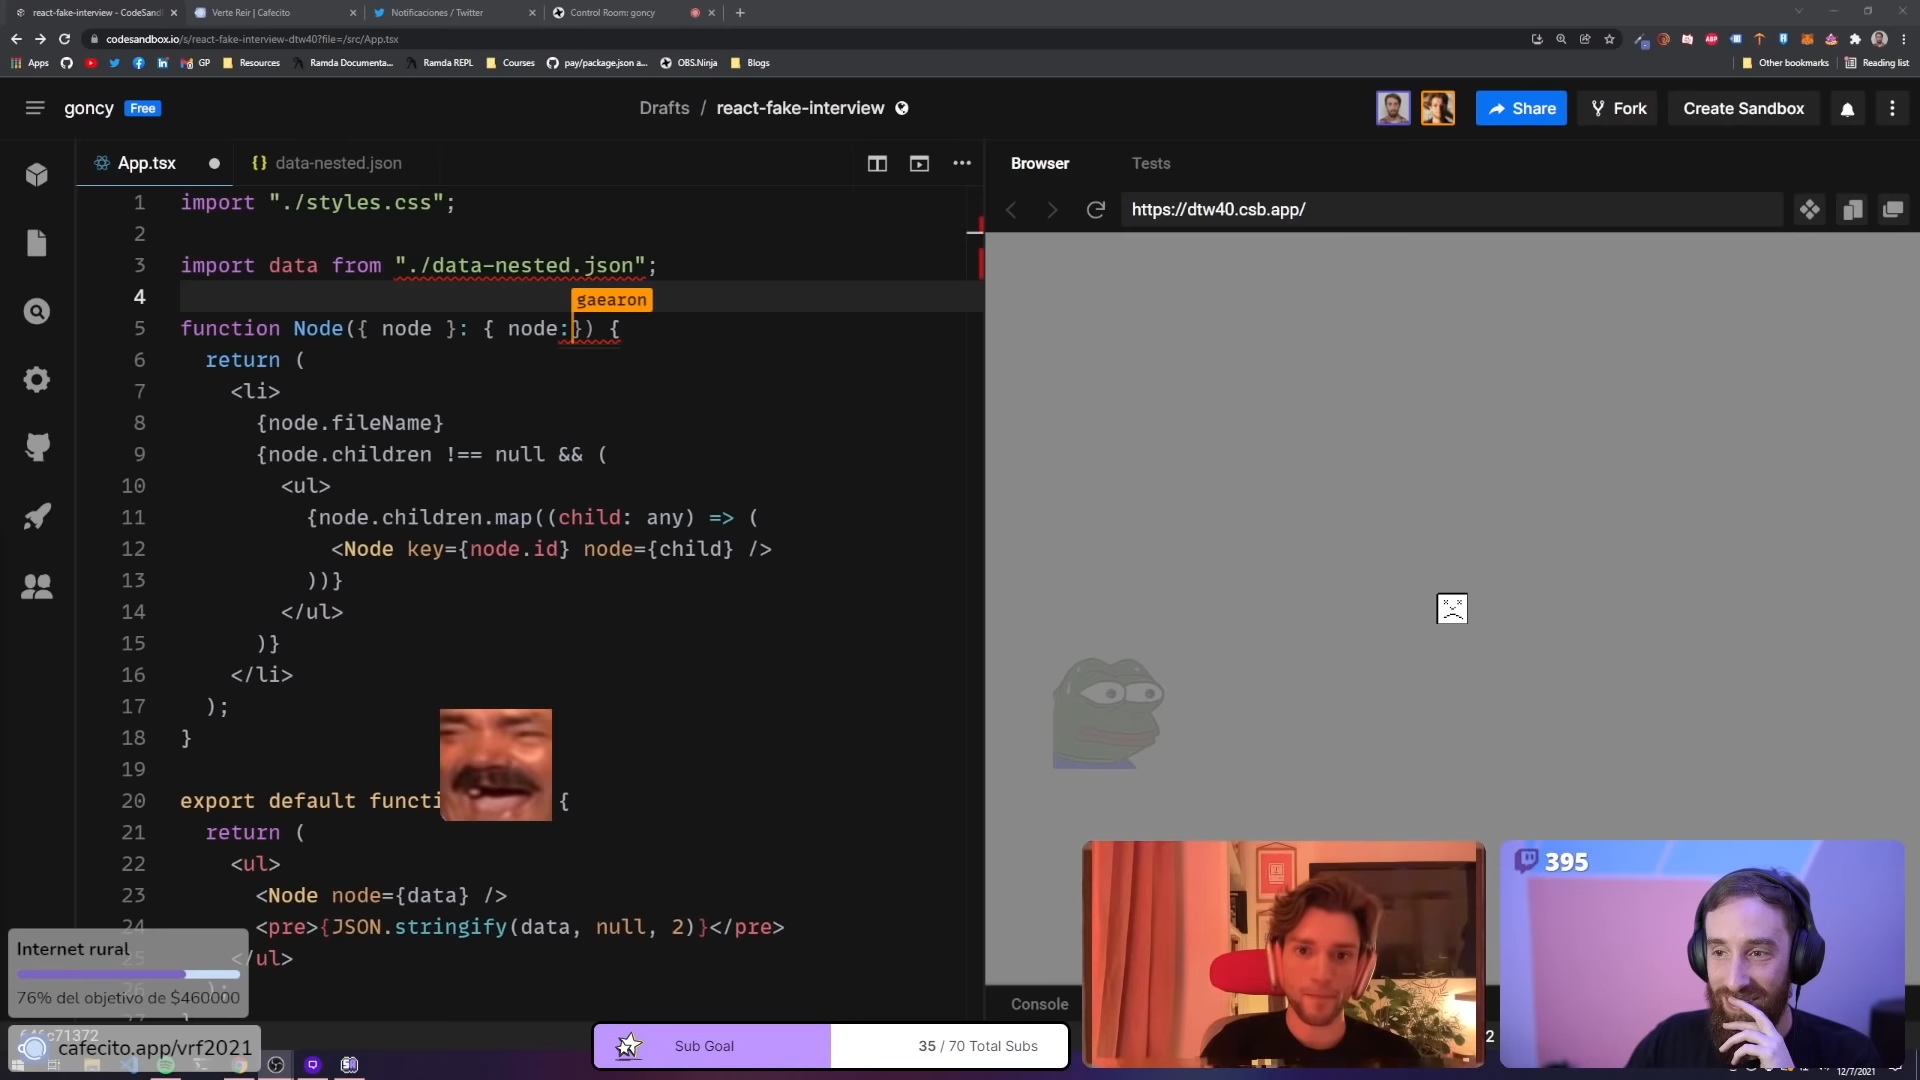 react-fake-interview - CodeSand
Verte Reir | Cafecito
Notificaciones / Twitter
Control Room: goncy
codesandbox.io/s/react-fake-interview-dtw40?file=/src/App.tsx
Apps
GP
Resources
Ramda Documenta...
Ramda REPL
Courses
pay/package.json a...
OBS.Ninja
Blogs
Other bookmarks
Reading list
goncy
Free
Drafts / react-fake-interview
Share
Fork
Create Sandbox
App.tsx
{} data-nested.json
Browser
Tests
https://dtw40.csb.app/
1 import "./styles.css";
2
3 import data from "./data-nested.json";
4
gaearon
5 function Node({ node }: { node:}) {
6 return (
7 <li>
8 {node.fileName}
9 {node.children !== null && (
10 <ul>
11 {node.children.map((child: any) => (
12 <Node key={node.id} node={child} />
13 ))}
14 </ul>
15 )}
16 </li>
17 );
18 }
19
20 export default functi {
21 return (
22 <ul>
23 <Node node={data} />
24 <pre>{JSON.stringify(data, null, 2)}</pre>
25 </ul>
26 );
27 }
Internet rural
76% del objetivo de $460000
cafecito.app/vrf2021
Sub Goal
35 / 70 Total Subs
Console
395
2
12/7/2021